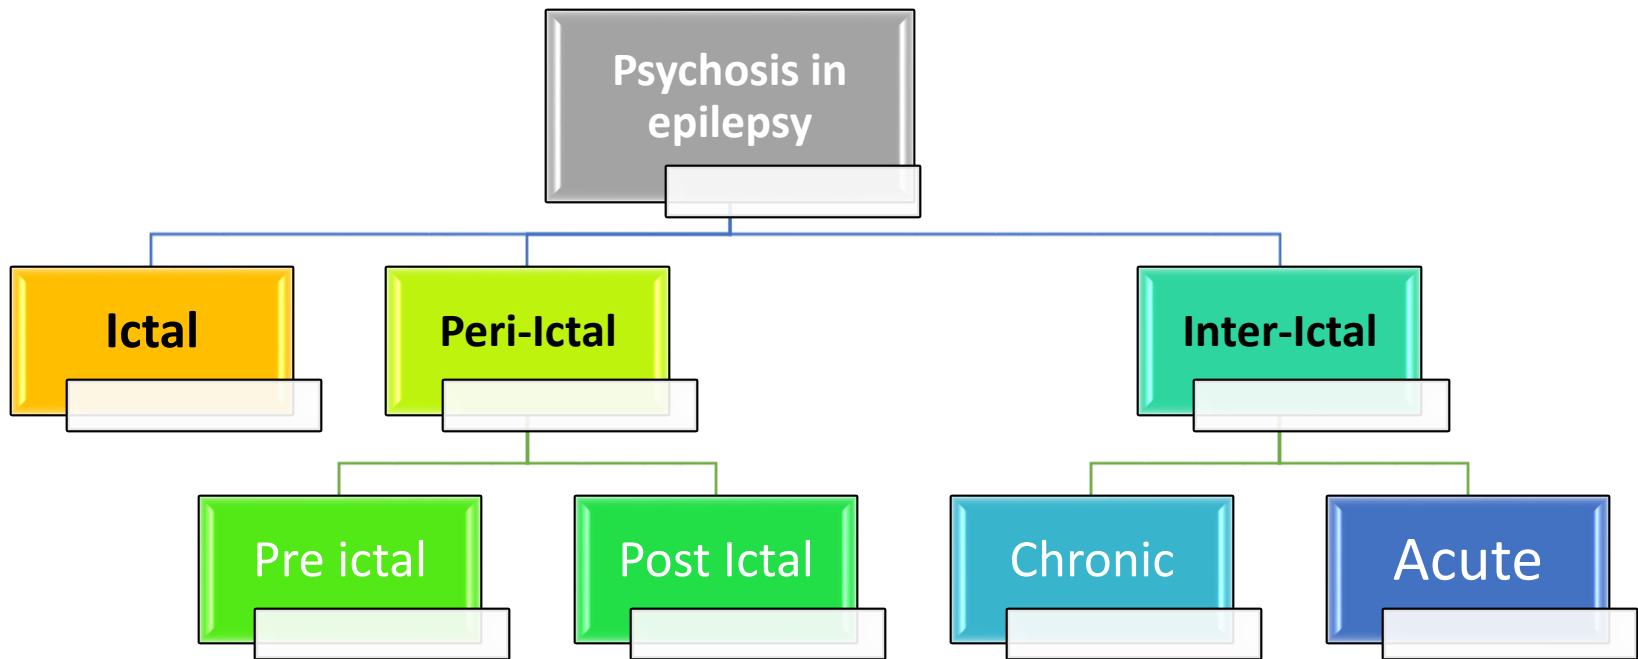 Psychosis in
epilepsy
Ictal
Peri-Ictal
Inter-Ictal
Pre ictal
Post Ictal
Chronic
Acute